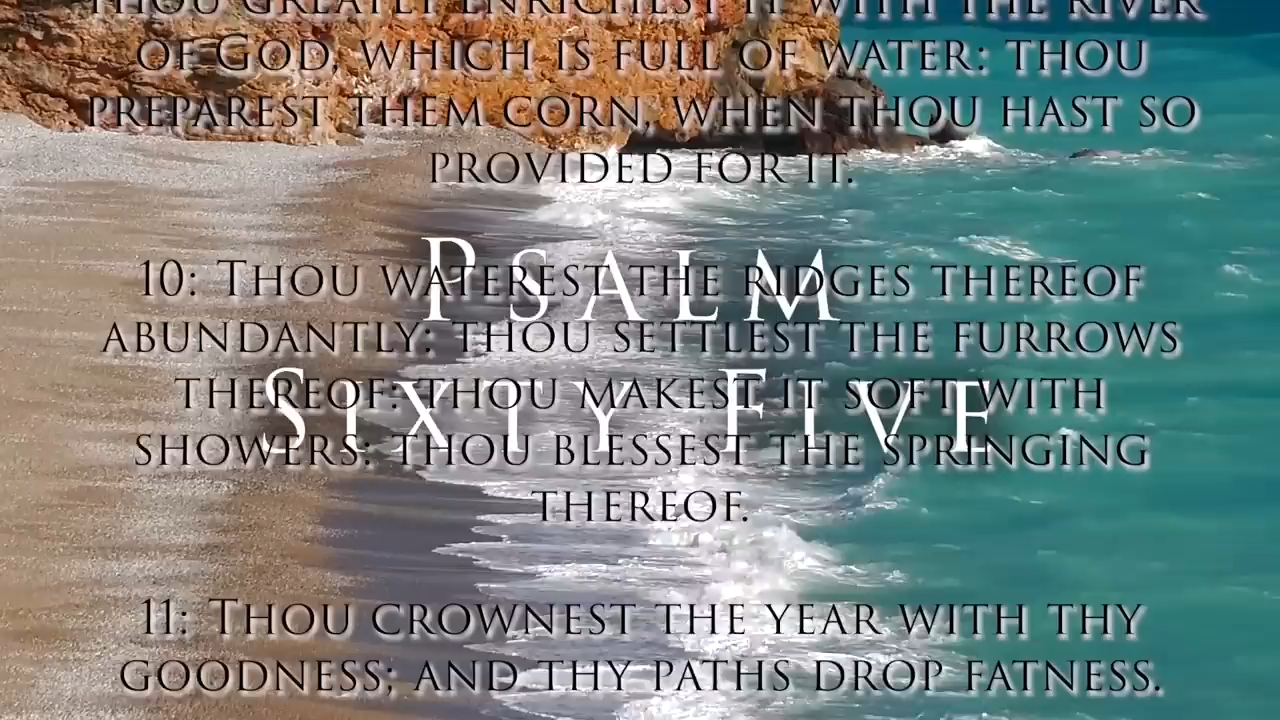 THOU GREATLY ENRICHEST IT WITH THE RIVER
OF GOD, WHICH IS FULL OF WATER: THOU
PREPAREST THEM CORN, WHEN THOU HAST SO
PROVIDED FOR IT.
PSALM
10: THOU WATEREST THE RIDGES THEREOF
ABUNDANTLY: THOU SETTLEST THE FURROWS
SIXTY FIVE
THEREOF: THOU MAKEST IT SOFT WITH
SHOWERS: THOU BLESSEST THE SPRINGING
THEREOF.
11: THOU CROWNEST THE YEAR WITH THY
GOODNESS; AND THY PATHS DROP FATNESS.